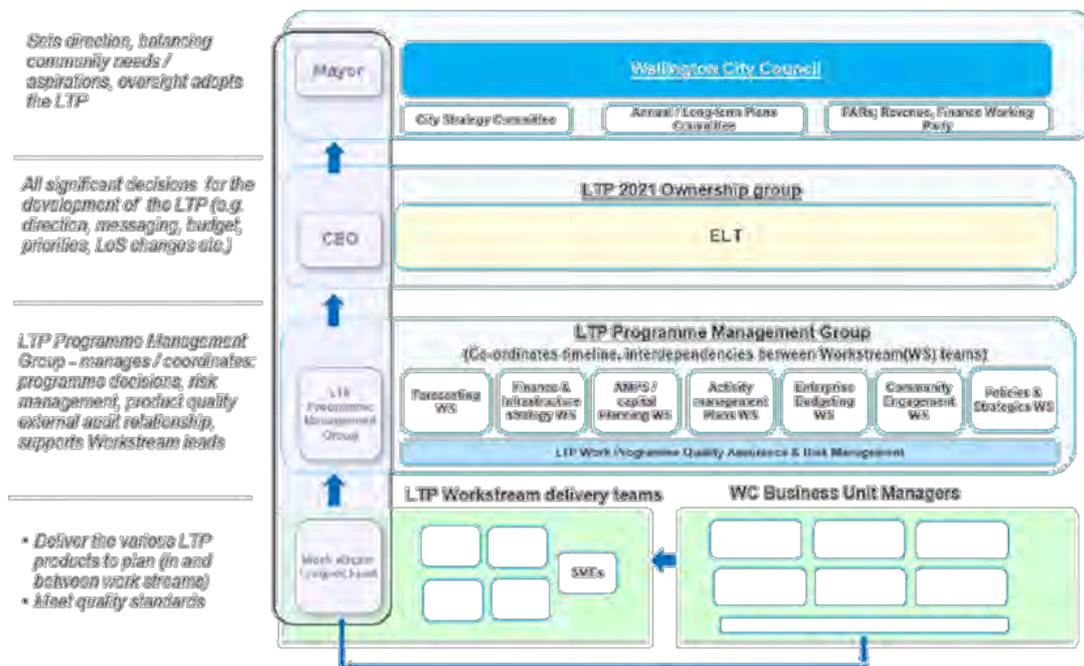 Sets direction, balancing
community needs /
aspirations, oversight adopts
the LTP
Mayor
Wellington City Council
City Strategy Committee
Annual / Long-term Plans
Committee
FARs; Revenue, Finance Working
Party
All significant decisions for the
development of the LTP (e.g.
direction, messaging, budget,
priorities, LoS changes etc.)
CEO
LTP 2021 Ownership group
ELT
LTP Programme Management
Group – manages / coordinates:
programme decisions, risk
management, product quality
external audit relationship,
supports Workstream leads
LTP
Programme
Management
Group
LTP Programme Management Group
(Co-ordinates timeline, interdependencies between Workstream(WS) teams)
Forecasting
WS
Finance &
Infrastructure
strategy WS
AMPS /
capital
Planning WS
Activity
management
Plans WS
Enterprise
Budgeting
WS
Community
Engagement
WS
Policies &
Strategies WS
LTP Work Programme Quality Assurance & Risk Management
• Deliver the various LTP
products to plan (in and
between work streams)
• Meet quality standards
Work stream
LTP Workstream delivery teams
SMEs
WC Business Unit Managers